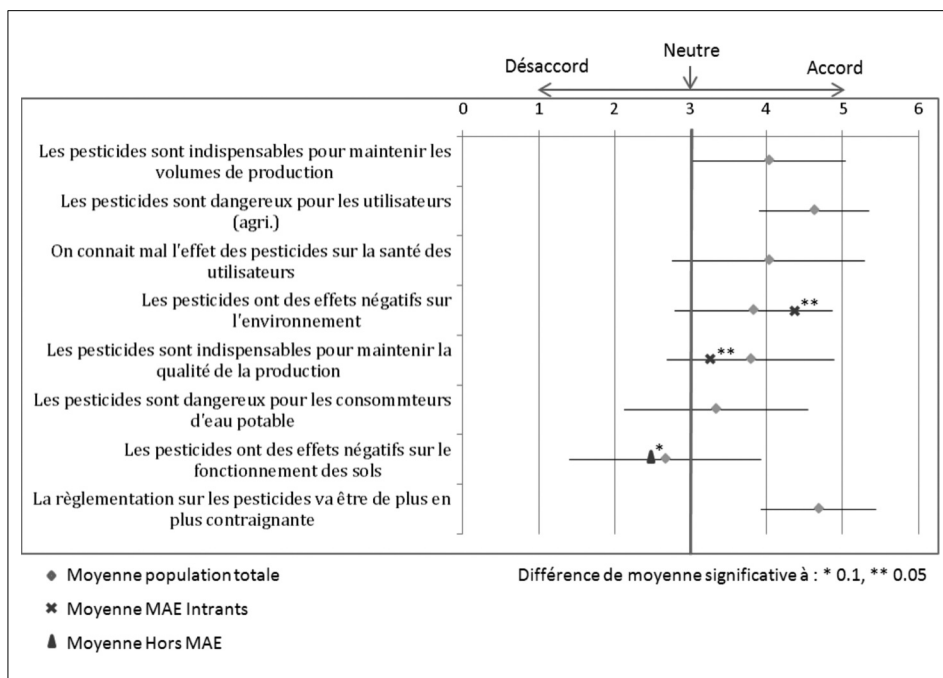 Neutre
Désaccord
Accord
0 1 2 3 4 5 6
Les pesticides sont indispensables pour maintenir les
volumes de production
Les pesticides sont dangereux pour les utilisateurs
(agri.)
On connait mal l'effet des pesticides sur la santé des
utilisateurs
Les pesticides ont des effets négatifs sur
l'environnement
**
Les pesticides sont indispensables pour maintenir la
qualité de la production
**
Les pesticides sont dangereux pour les consommteurs
d'eau potable
Les pesticides ont des effets négatifs sur le
fonctionnement des sols
*
La règlementation sur les pesticides va être de plus en
plus contraignante
Moyenne population totale
Différence de moyenne significative à : * 0.1, ** 0.05
Moyenne MAE Intrants
Moyenne Hors MAE